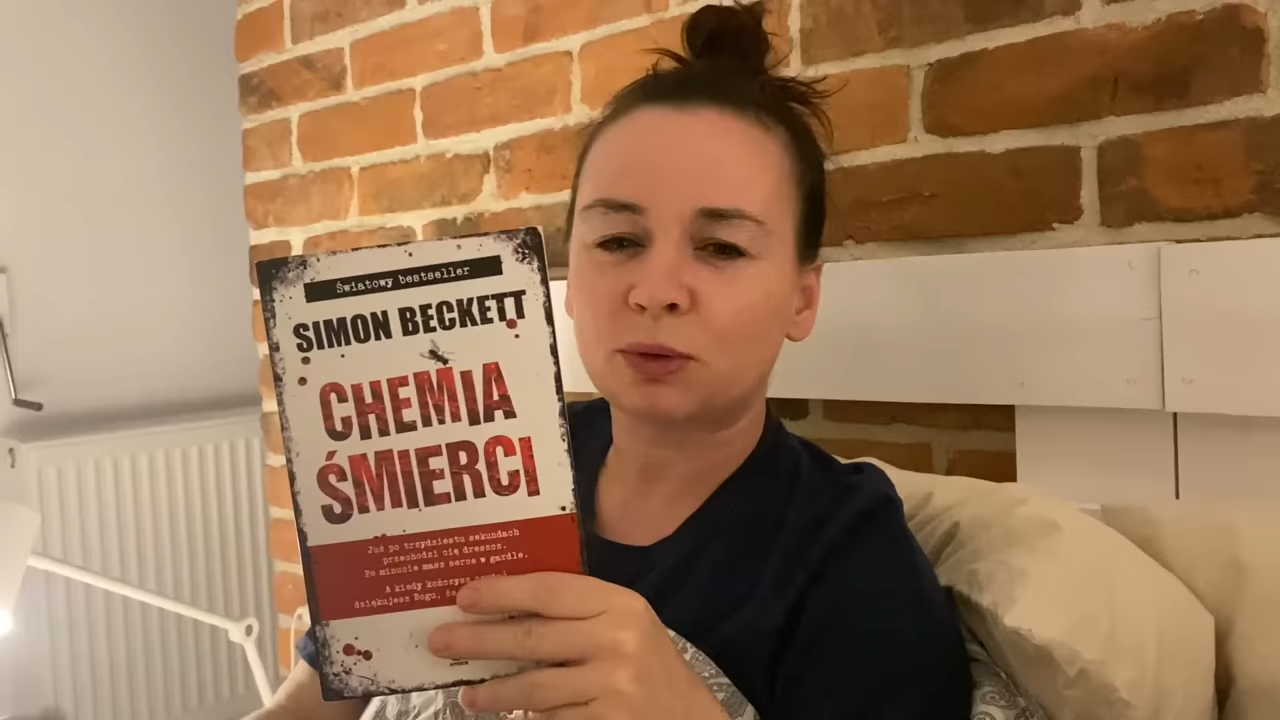 Światowy bestseller
SIMON BECKETT
CHEMIA
ŚMIERCI
Już po trzydziestu sekundach
przechodzi cię dreszcz.
Po minucie masz serce w gardle.
A kiedy kończysz
dziękujesz Bogu, że